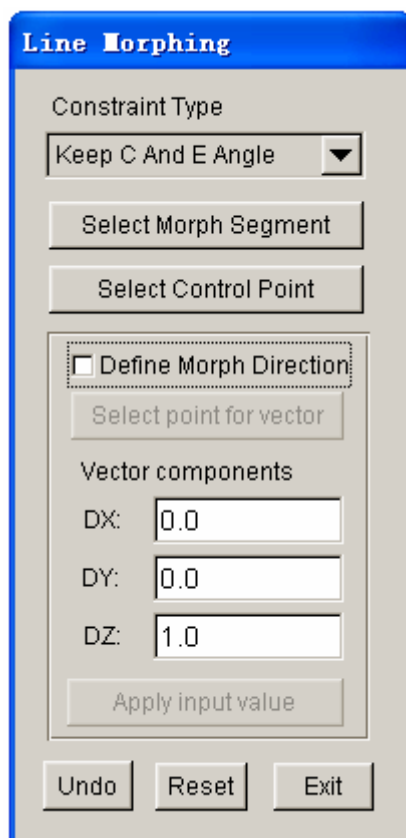 Line Morphing
Constraint Type
Keep C And E Angle
Select Morph Segment
Select Control Point
Define Morph Direction
Select point for vector
Vector components
DX: 0.0
DY: 0.0
DZ: 1.0
Apply input value
Undo Reset Exit